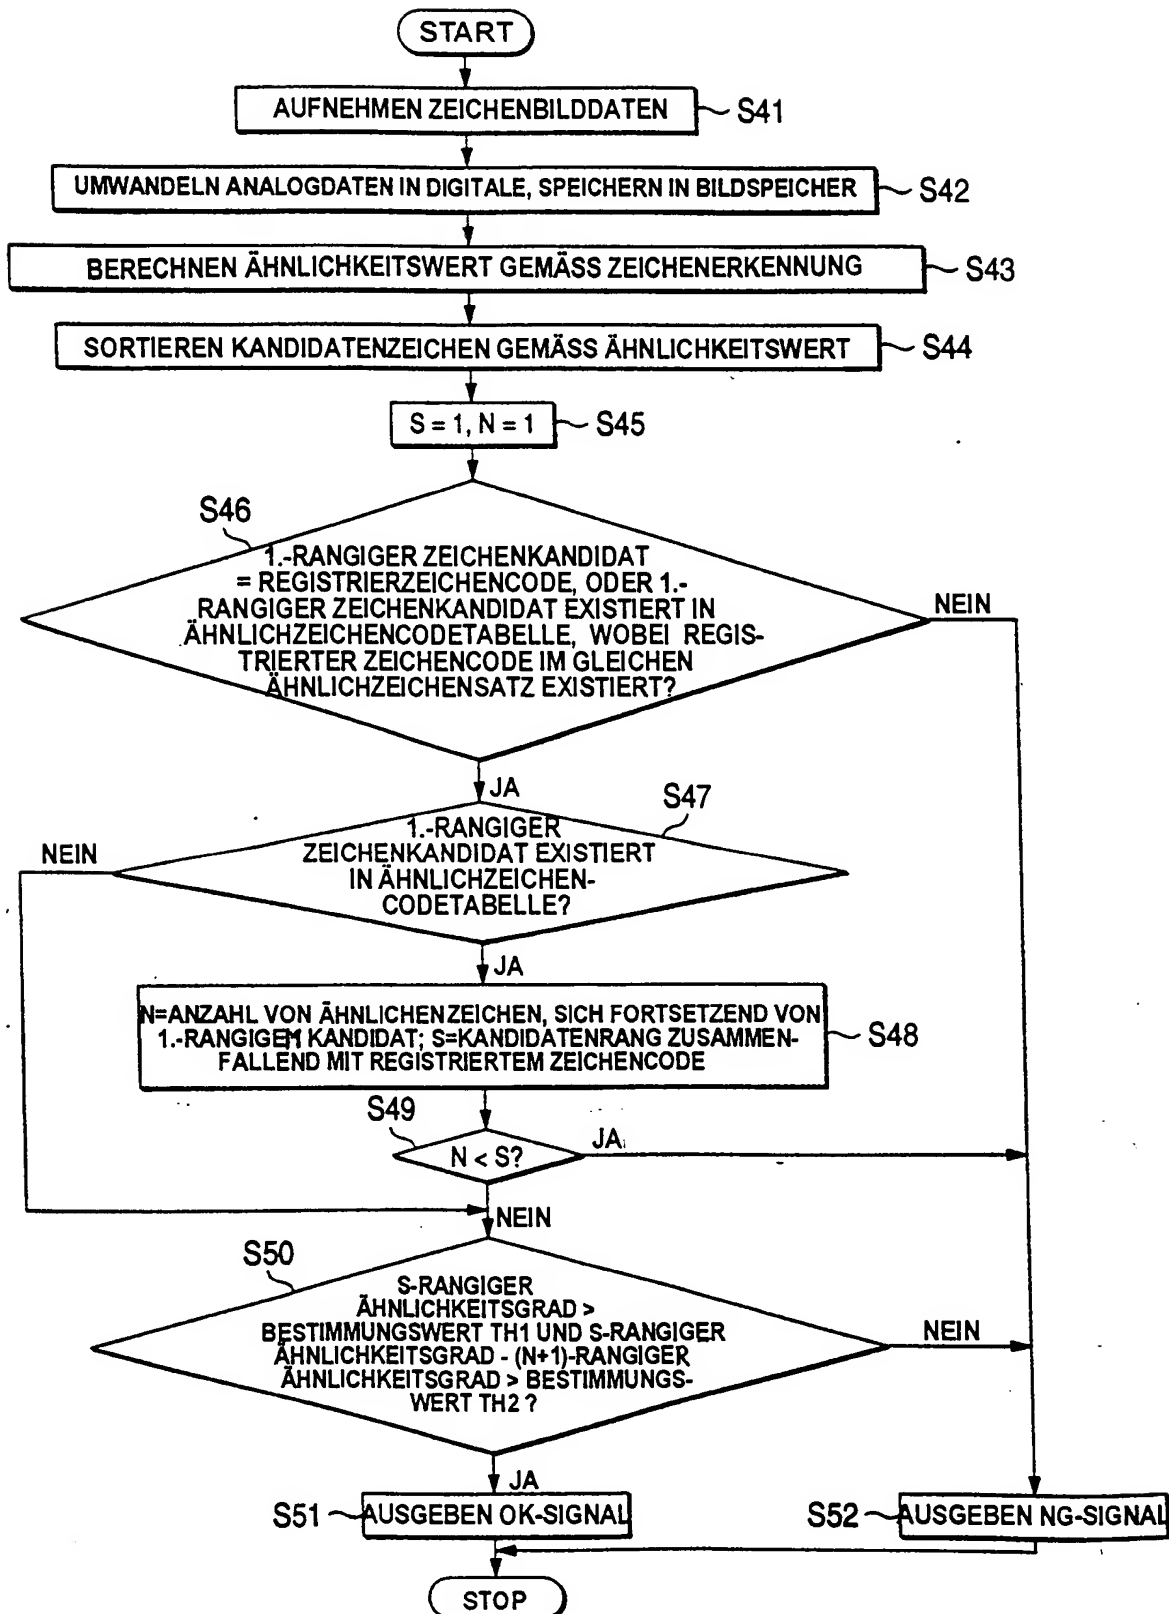 START
AUFNEHMEN ZEICHENBILDDATEN
S41
UMWANDELN ANALOGDATEN IN DIGITALE, SPEICHERN IN BILDSPEICHER
S42
BERECHNEN ÄHNLICHKEITSWERT GEMÄSS ZEICHENERKENNUNG
S43
SORTIEREN KANDIDATENZEICHEN GEMÄSS ÄHNLICHKEITSWERT
S44
S = 1, N = 1
S45
S46
1.-RANGIGER ZEICHENKANDIDAT
= REGISTRIERZEICHENCODE, ODER 1.-
RANGIGER ZEICHENKANDIDAT EXISTIERT IN
ÄHNLICHZEICHENCODETABELLE, WOBEI REGIS-
TRIERTER ZEICHENCODE IM GLEICHEN
ÄHNLICHZEICHENSATZ EXISTIERT?
NEIN
JA
S47
1.-RANGIGER
ZEICHENKANDIDAT EXISTIERT
IN ÄHNLICHZEICHEN-
CODETABELLE?
NEIN
JA
N=ANZAHL VON ÄHNLICHEN ZEICHEN, SICH FORTSETZEND VON
1.-RANGIGEM KANDIDAT; S=KANDIDATENRANG ZUSAMMEN-
FALLEND MIT REGISTRIERTEM ZEICHENCODE
S48
S49
N < S?
JA
NEIN
S50
S-RANGIGER
ÄHNLICHKEITSGRAD >
BESTIMMUNGSWERT TH1 UND S-RANGIGER
ÄHNLICHKEITSGRAD - (N+1)-RANGIGER
ÄHNLICHKEITSGRAD > BESTIMMUNGS-
WERT TH2 ?
NEIN
JA
S51
AUSGEBEN OK-SIGNAL
S52
AUSGEBEN NG-SIGNAL
STOP